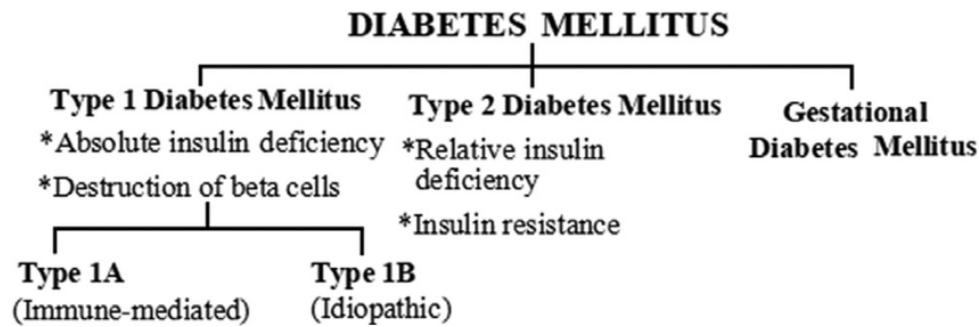 DIABETES MELLITUS
Type 1 Diabetes Mellitus
*Absolute insulin deficiency
*Destruction of beta cells
Type 1A
(Immune-mediated)
Type 1B
(Idiopathic)
Type 2 Diabetes Mellitus
*Relative insulin
deficiency
*Insulin resistance
Gestational
Diabetes Mellitus